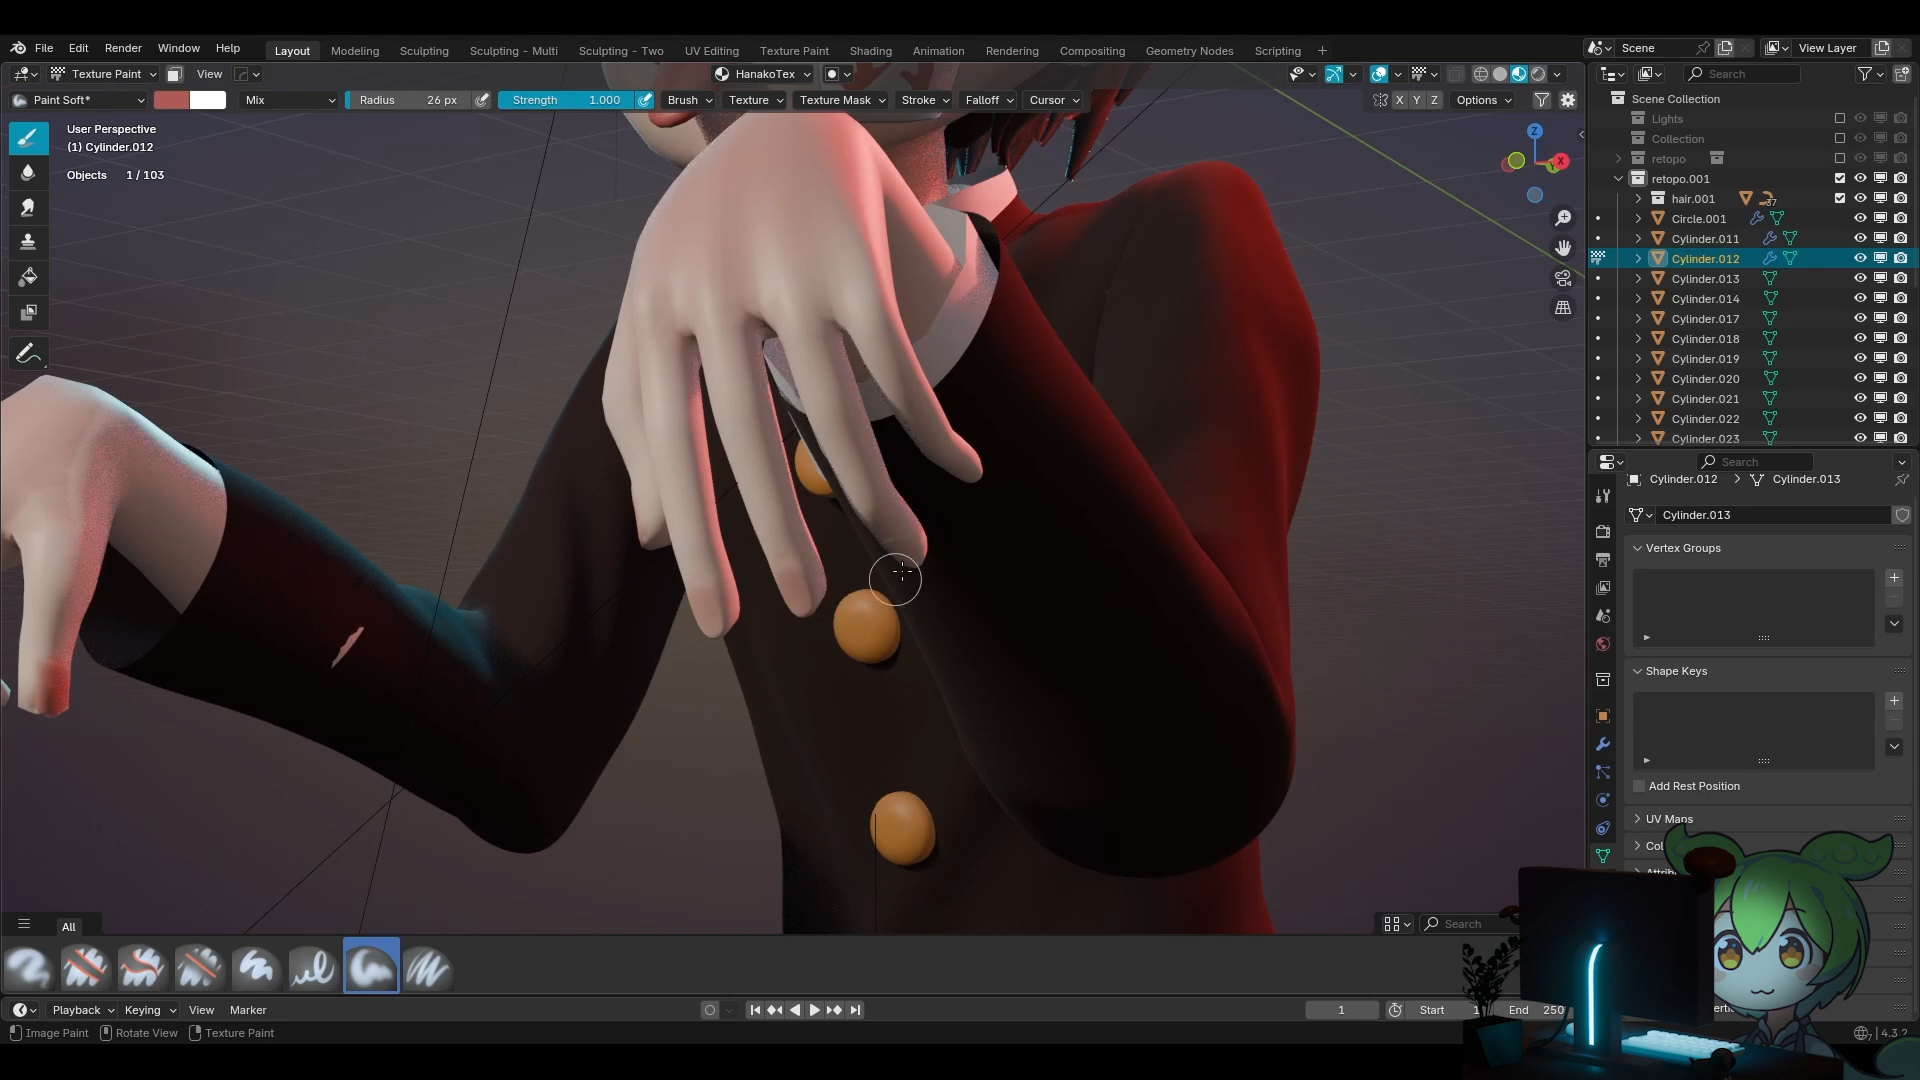 File Edit Render Window Help Layout Modeling Sculpting Sculpting - Multi Sculpting - Two UV Editing Texture Paint Shading Animation Rendering Compositing Geometry Nodes Scripting + Scene View Layer
Texture Paint View HanakoTex Search
Paint Soft* Mix Radius 26 px Strength 1.000 Brush Texture Texture Mask Stroke Falloff Cursor X Y Z Options
User Perspective
(1) Cylinder.012
Objects 1 / 103
Z
X
Scene Collection
Lights
Collection
retopo
retopo.001
hair.001 37
Circle.001
Cylinder.011
Cylinder.012
Cylinder.013
Cylinder.014
Cylinder.017
Cylinder.018
Cylinder.019
Cylinder.020
Cylinder.021
Cylinder.022
Cylinder.023
Search
Cylinder.012 > Cylinder.013
Cylinder.013
Vertex Groups
Shape Keys
Add Rest Position
UV Maps
All Search
Playback Keying View Marker 1 Start End 250
Image Paint Rotate View Texture Paint